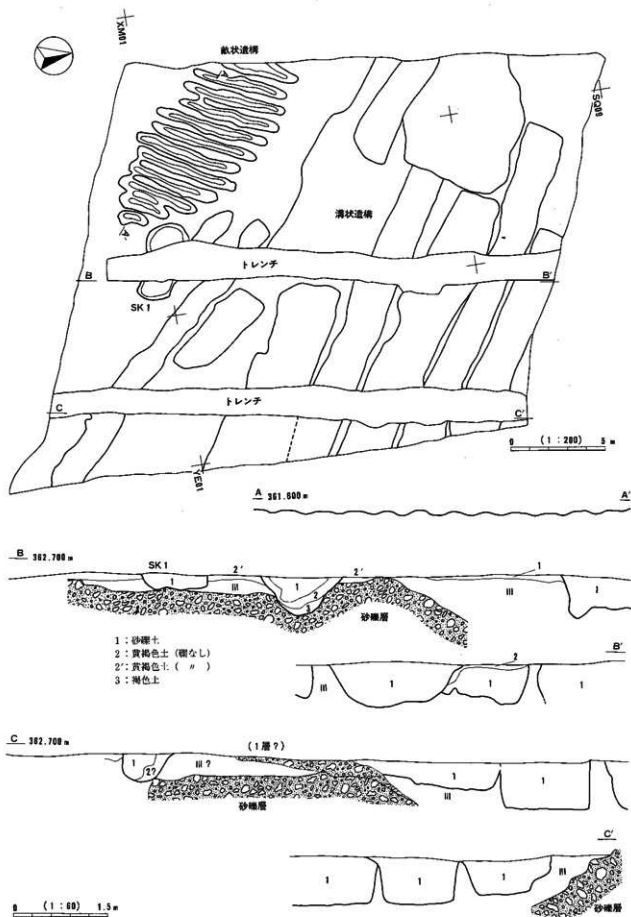 XM01
畝状遺構
A
SQ09
溝状遺構
A'
トレンチ
B
B'
SK 1
トレンチ
C
C'
YE01
0 (1:200) 5 m
A 361.600 m
A'
B 362.700 m
SK 1
2'
2'
1
1
III
1
2
3
III
1
砂礫層
1:砂礫土
2:黄褐色土(礫なし)
2':黄褐色土( 〃 )
3:褐色土
B'
III
1
2
1
1
C 362.700 m
(1層?)
1
2?
III?
1
III
1
砂礫層
C'
1
1
1
III
砂礫層
0 (1:60) 1.5 m